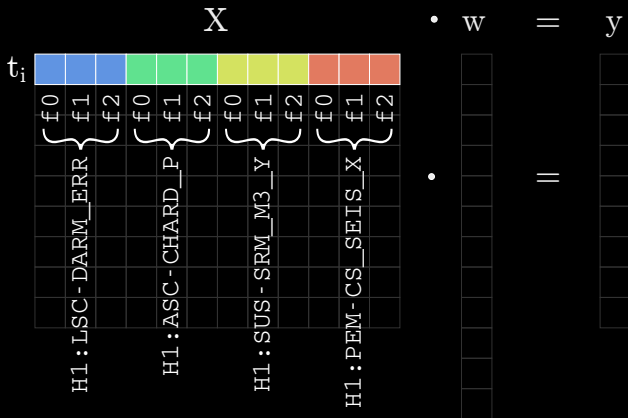 X • w = y
t_i
f0 f1 f2 f0 f1 f2 f0 f1 f2 f0 f1 f2
• =
H1:LSC-DARM_ERR
H1:ASC-CHARD_P
H1:SUS-SRM_M3_Y
H1:PEM-CS_SEIS_X